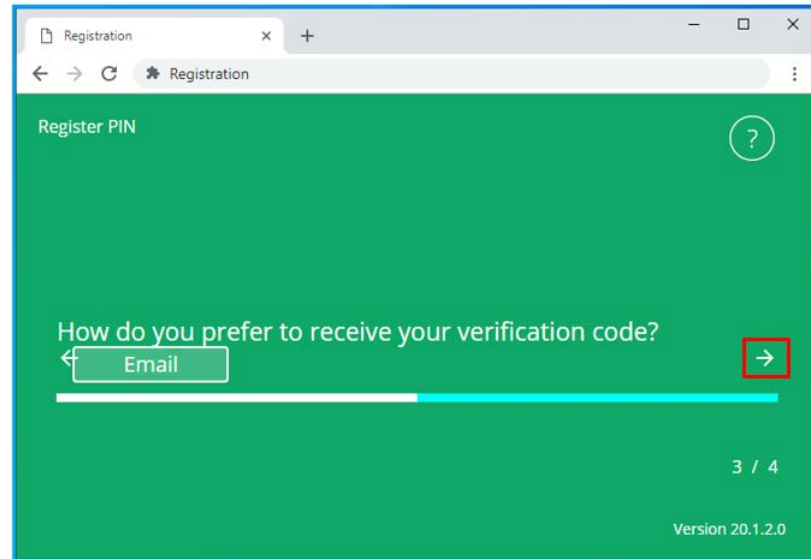 Registration
Registration
Register PIN
?
How do you prefer to receive your verification code?
Email
3 / 4
Version 20.1.2.0